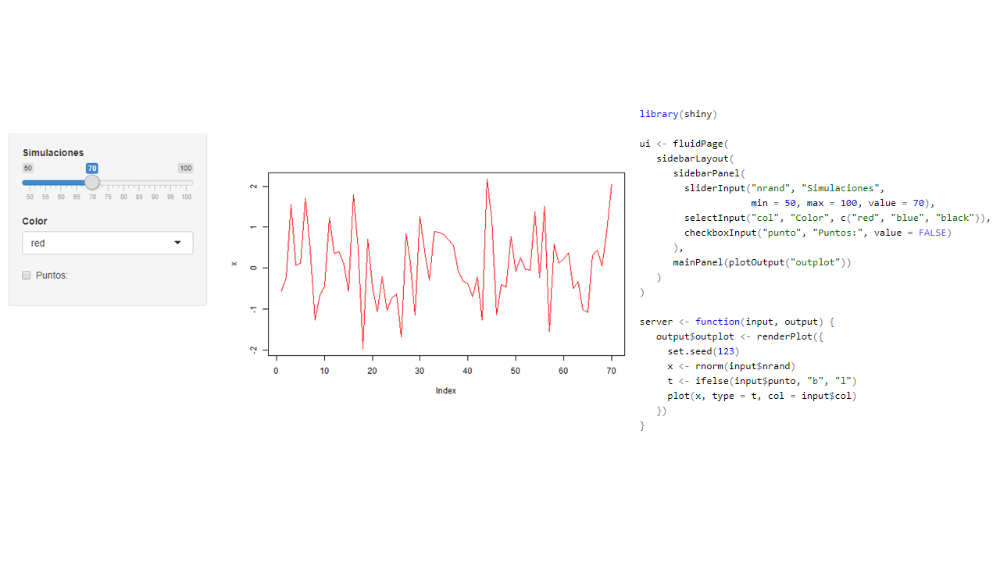 Simulaciones
50 70 100
50 55 60 65 70 75 80 85 90 95 100
Color
red
Puntos:
2
1
0
-1
-2
x
0 10 20 30 40 50 60 70
Index
library(shiny)
ui <- fluidPage(
sidebarLayout(
sidebarPanel(
sliderInput("nrand", "Simulaciones",
min = 50, max = 100, value = 70),
selectInput("col", "Color", c("red", "blue", "black")),
checkboxInput("punto", "Puntos:", value = FALSE)
),
mainPanel(plotOutput("outplot"))
)
)
server <- function(input, output) {
output$outplot <- renderPlot({
set.seed(123)
x <- rnorm(input$nrand)
t <- ifelse(input$punto, "b", "l")
plot(x, type = t, col = input$col)
})
}